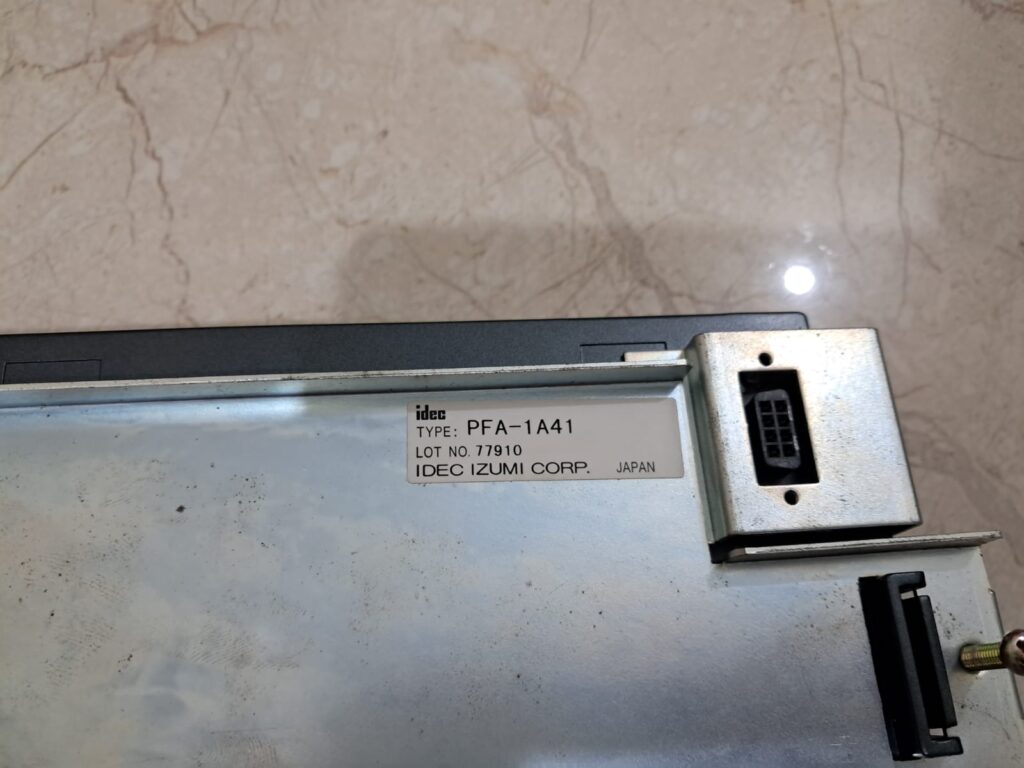 idec
TYPE: PFA-1A41
LOT NO. 77910
IDEC IZUMI CORP. JAPAN